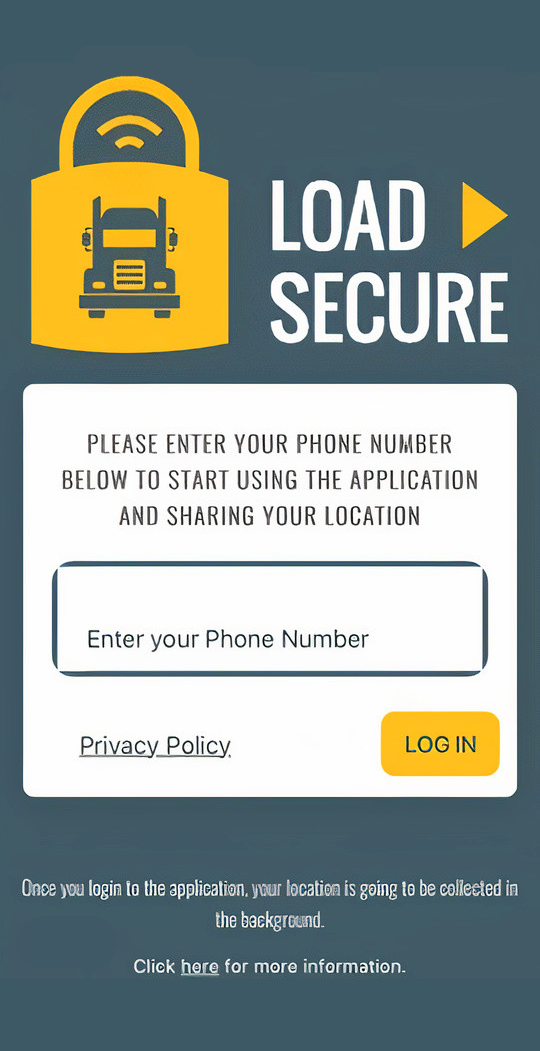 LOAD
SECURE
PLEASE ENTER YOUR PHONE NUMBER
BELOW TO START USING THE APPLICATION
AND SHARING YOUR LOCATION
Enter your Phone Number
Privacy Policy
LOG IN
Once you login to the application, your location is going to be collected in
the background.
Click here for more information.